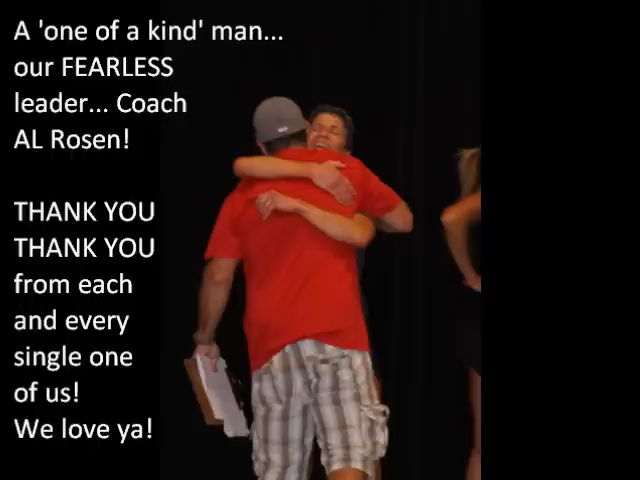 A 'one of a kind' man...
our FEARLESS
leader... Coach
AL Rosen!
THANK YOU
THANK YOU
from each
and every
single one
of us!
We love ya!